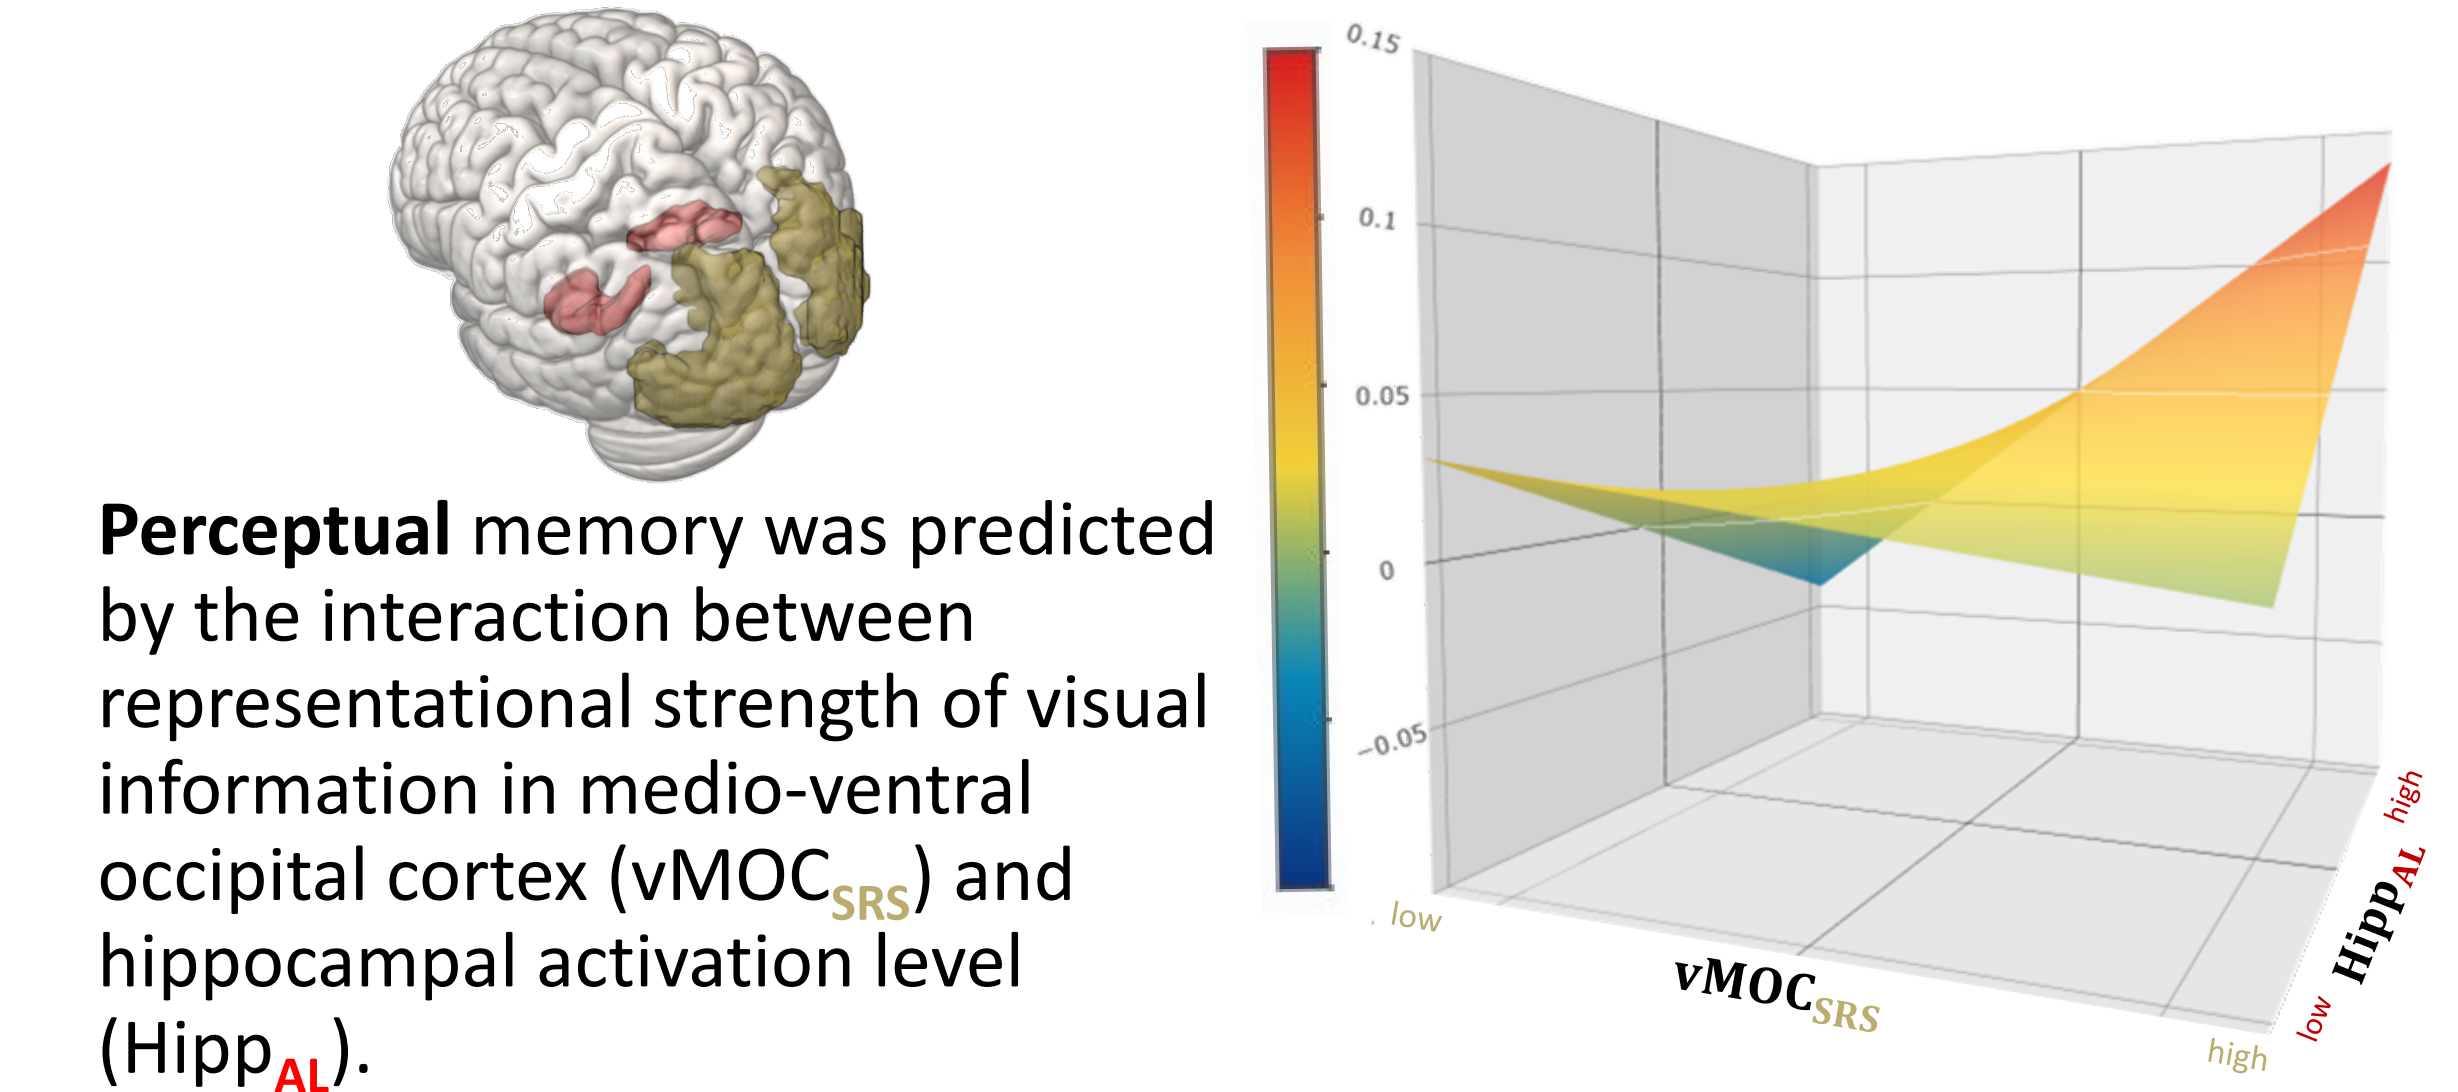 Perceptual memory was predicted
by the interaction between
representational strength of visual
information in medio-ventral
occipital cortex (vMOCSRS) and
hippocampal activation level
(HippAL).
0.15
0.1
0.05
0
−0.05
low
vMOCSRS
high
low
HippAL
high